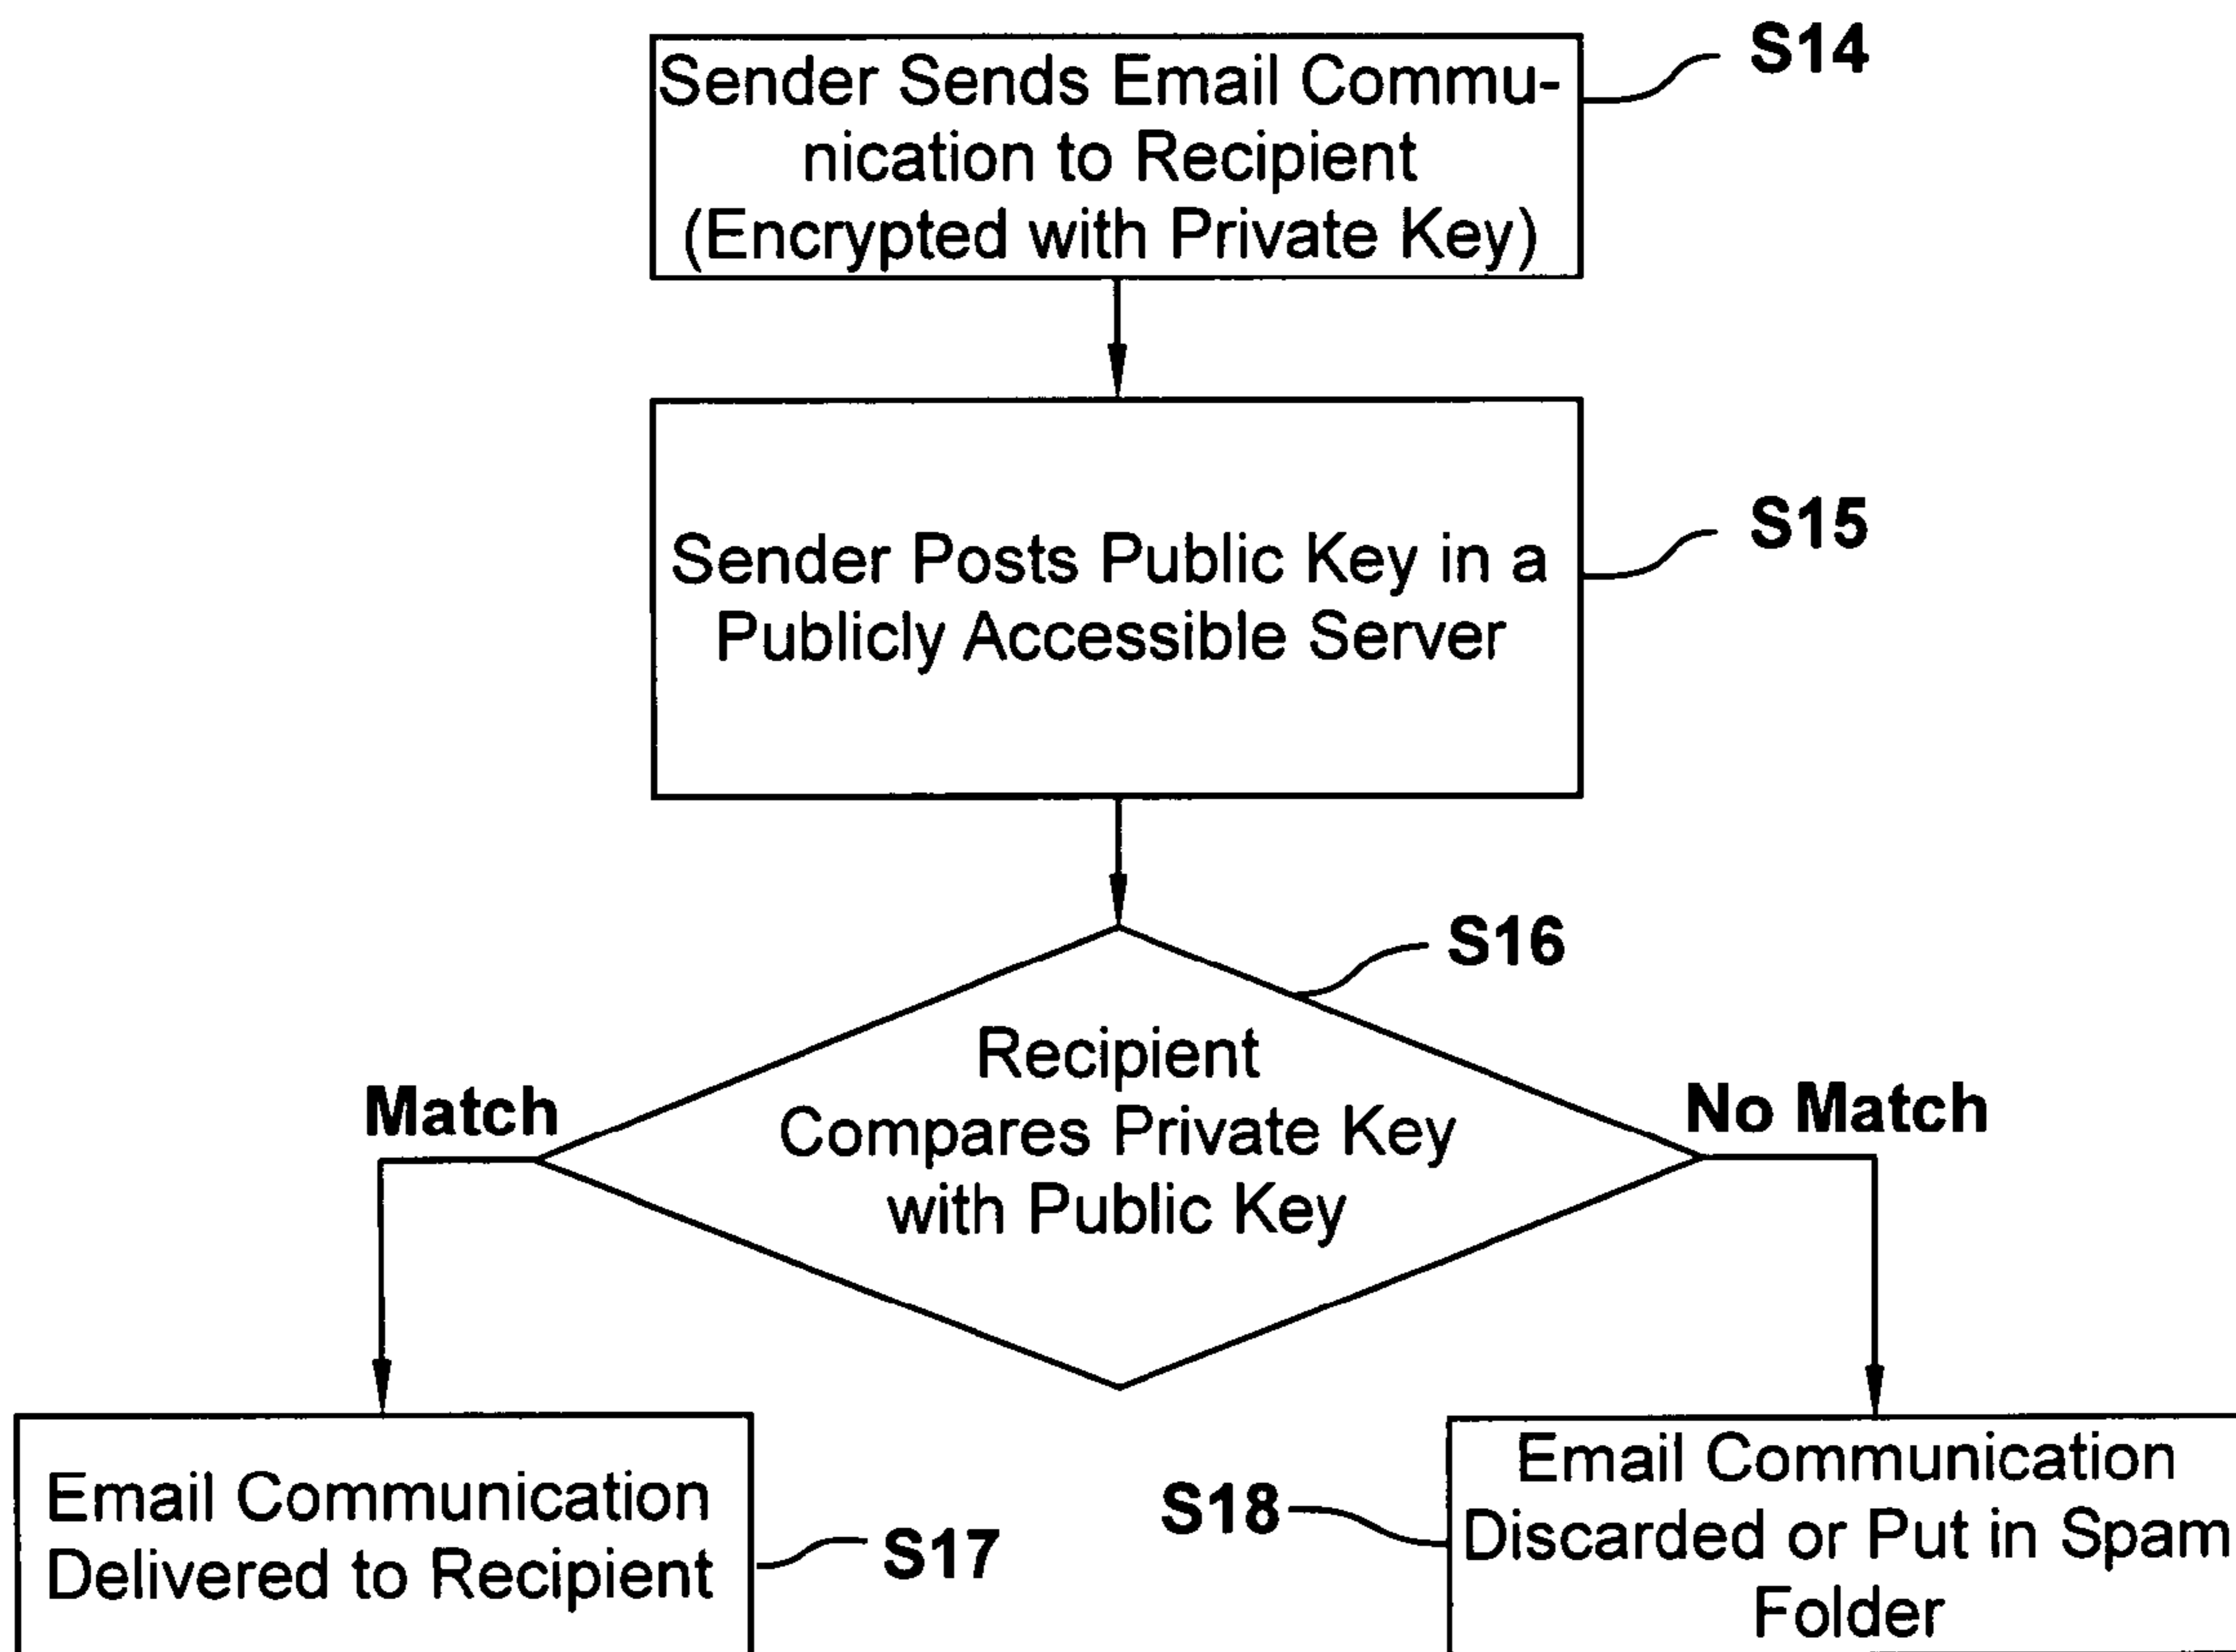 Sender Sends Email Commu-
nication to Recipient
(Encrypted with Private Key)
S14
Sender Posts Public Key in a
Publicly Accessible Server
S15
S16
Recipient
Compares Private Key
with Public Key
Match
No Match
Email Communication
Delivered to Recipient
S17
S18
Email Communication
Discarded or Put in Spam
Folder